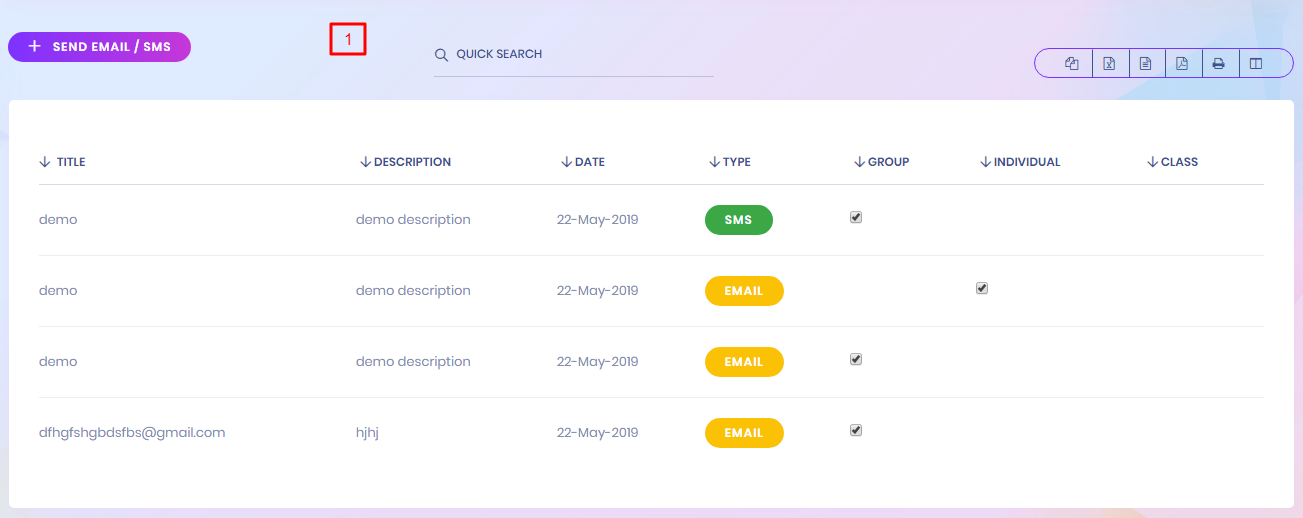 + SEND EMAIL / SMS
1
QUICK SEARCH
TITLE DESCRIPTION DATE TYPE GROUP INDIVIDUAL CLASS
demo demo description 22-May-2019 SMS
demo demo description 22-May-2019 EMAIL
demo demo description 22-May-2019 EMAIL
dfhgfshgbdsfbs@gmail.com hjhj 22-May-2019 EMAIL